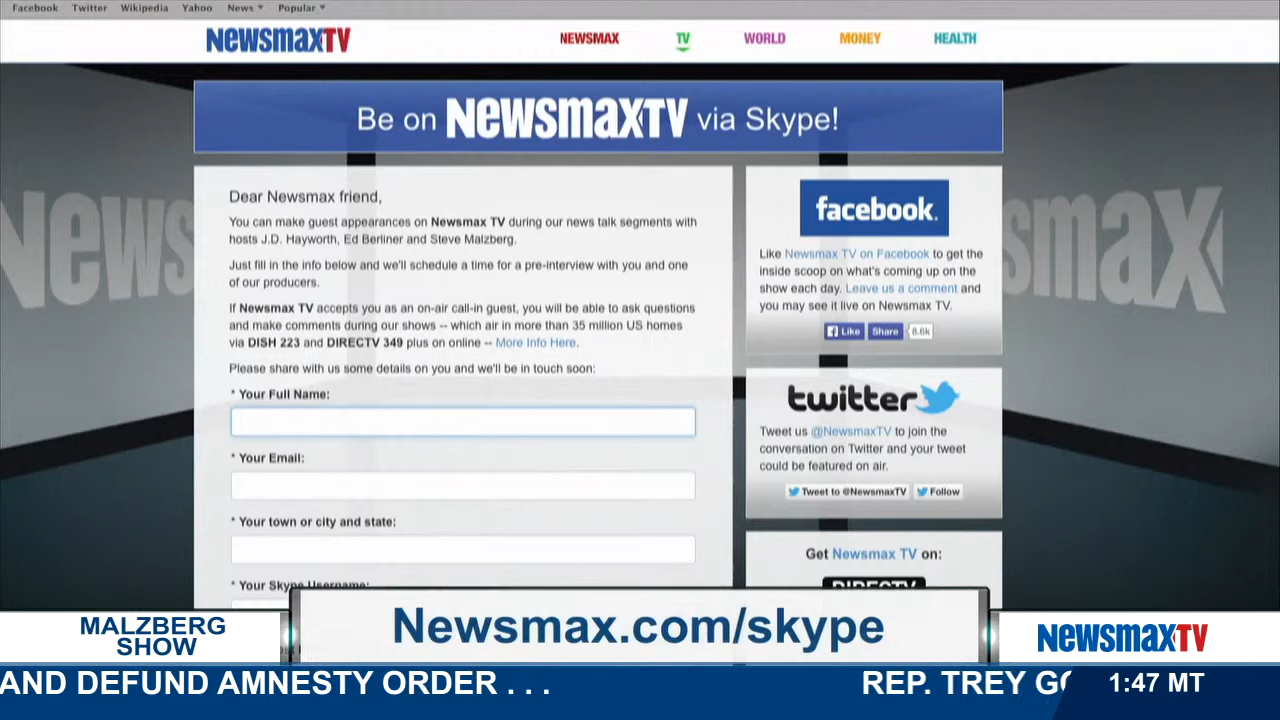 Facebook Twitter Wikipedia Yahoo News Popular
NEWSMAXTV
NEWSMAX TV WORLD MONEY HEALTH
Be on NEWSMAXTV via Skype!
Dear Newsmax friend,
You can make guest appearances on Newsmax TV during our news talk segments with
hosts J.D. Hayworth, Ed Berliner and Steve Malzberg.
Just fill in the info below and we'll schedule a time for a pre-interview with you and one
of our producers.
If Newsmax TV accepts you as an on-air call-in guest, you will be able to ask questions
and make comments during our shows -- which air in more than 35 million US homes
via DISH 223 and DIRECTV 349 plus on online -- More Info Here.
Please share with us some details on you and we'll be in touch soon:
* Your Full Name:
* Your Email:
* Your town or city and state:
* Your Skype Username:
facebook.
Like Newsmax TV on Facebook to get the
inside scoop on what's coming up on the
show each day. Leave us a comment and
you may see it live on Newsmax TV.
Like Share 8.6k
twitter
Tweet us @NewsmaxTV to join the
conversation on Twitter and your tweet
could be featured on air.
Tweet to @NewsmaxTV Follow
Get Newsmax TV on:
DIRECTV
News
smax
MALZBERG
SHOW
Newsmax.com/skype
NEWSMAXTV
AND DEFUND AMNESTY ORDER . . .
REP. TREY
1:47 MT